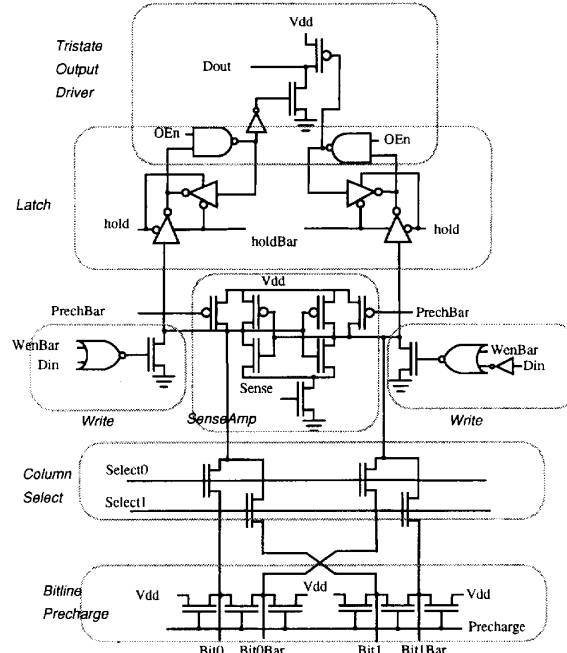 Vdd
Tristate
Output
Driver
Dout
OEn
OEn
Latch
hold
holdBar
hold
Vdd
PrechBar
PrechBar
WenBar
Din
WenBar
Din
Sense
Write
SenseAmp
Write
Column
Select
Select0
Select1
Bitline
Precharge
Vdd
Vdd
Vdd
Precharge
Bit0
Bit0Bar
Bit1
Bit1Bar